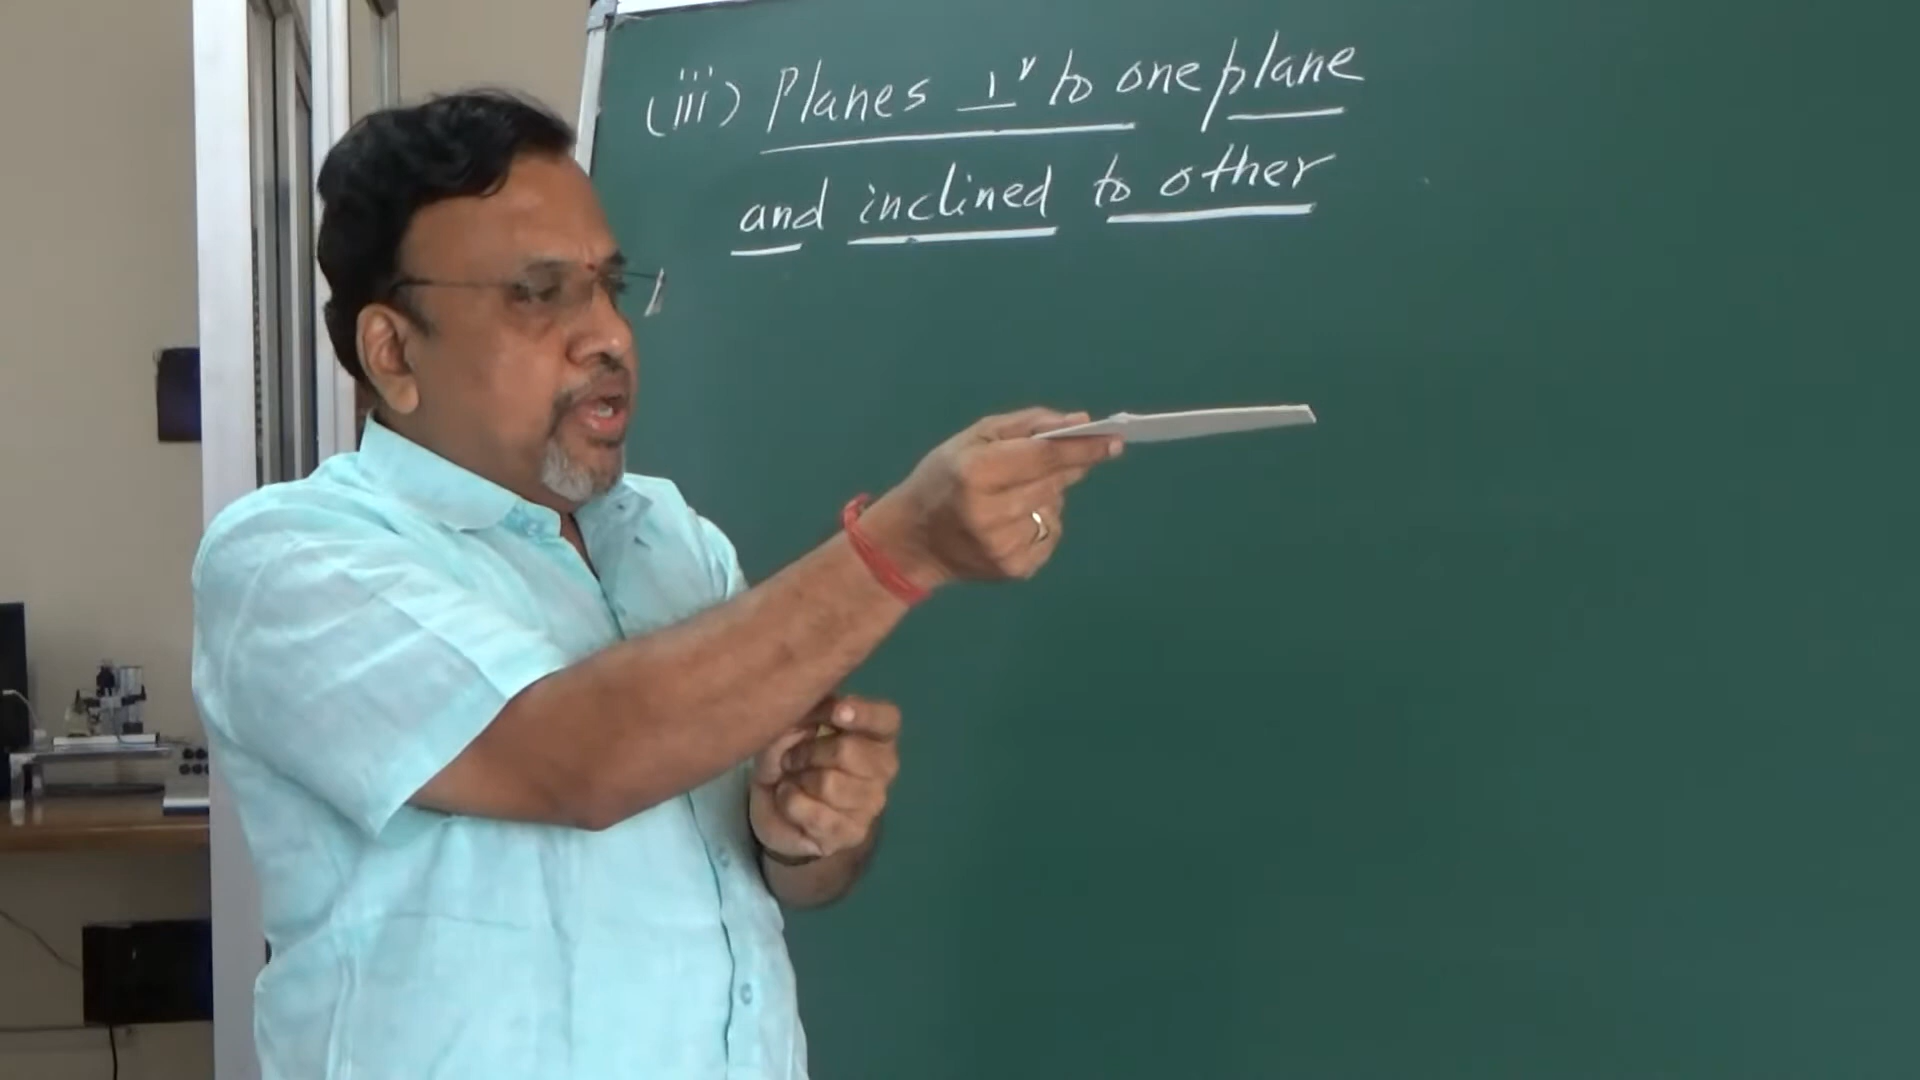 (iii) Planes ⊥r to one plane
and inclined to other